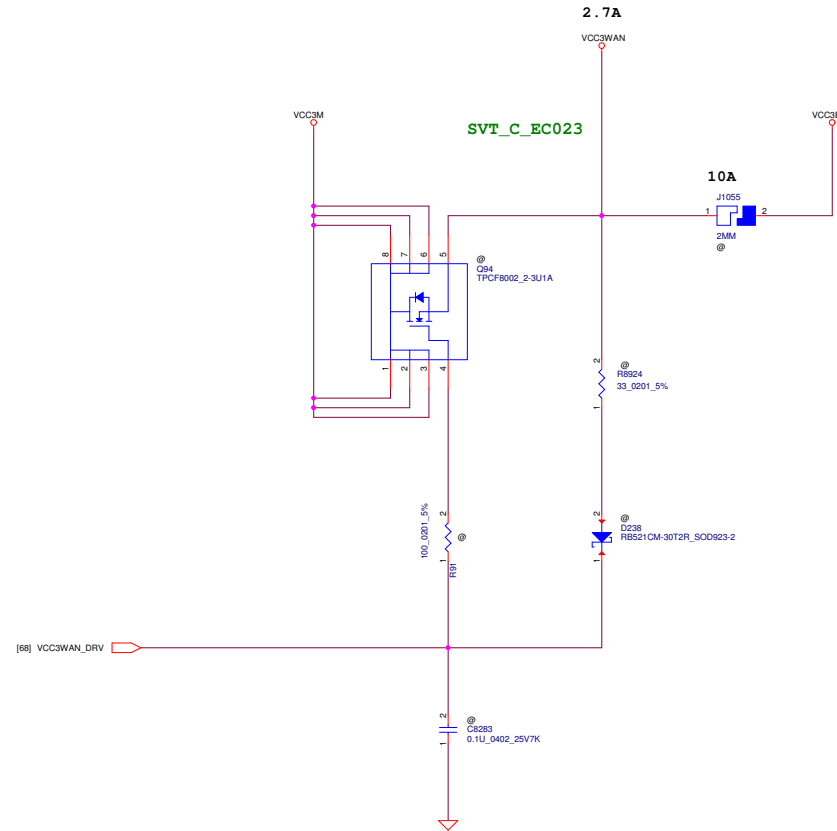 2.7A
VCC3WAN
VCC3M
VCC3B
SVT_C_EC023
10A
J1055
1
2
2MM
@
8
7
6
5
@
Q94
TPCF8002_2-3U1A
1
2
3
4
2
@
R8924
33_0201_5%
1
100_0201_5%
2
@
1
R91
2
@
D238
RB521CM-30T2R_SOD923-2
1
[68] VCC3WAN_DRV
2
@
C8283
0.1U_0402_25V7K
1